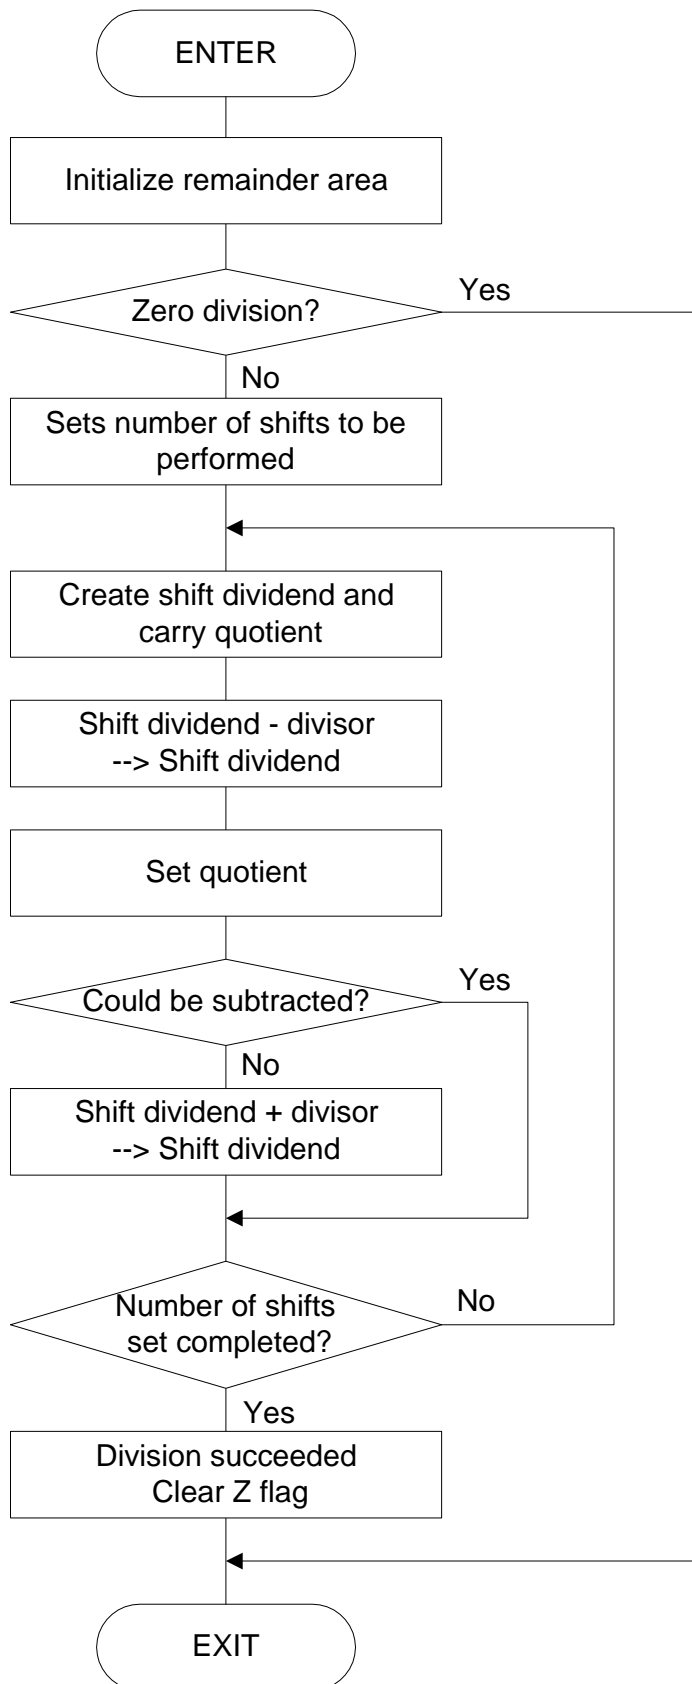 ENTER
Initialize remainder area
Zero division?
Yes
No
Sets number of shifts to be
performed
Create shift dividend and
carry quotient
Shift dividend - divisor
--> Shift dividend
Set quotient
Could be subtracted?
Yes
No
Shift dividend + divisor
--> Shift dividend
Number of shifts
set completed?
No
Yes
Division succeeded
Clear Z flag
EXIT